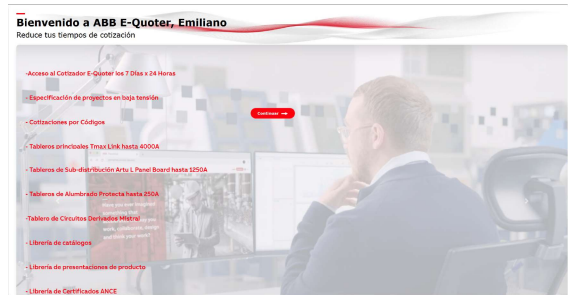 Bienvenido a ABB E-Quoter, Emiliano
Reduce tus tiempos de cotización
-Acceso al Cotizador E-Quoter los 7 Días x 24 Horas
- Especificación de proyectos en baja tensión
Continuar →
- Cotizaciones por Códigos
- Tableros principales Tmax Link hasta 4000A
- Tableros de Sub-distribución Artu L Panel Board hasta 1250A
- Tableros de Alumbrado Protecta hasta 250A
-Tablero de Circuitos Derivados Mistral
- Librería de catálogos
- Librería de presentaciones de producto
- Librería de Certificados ANCE